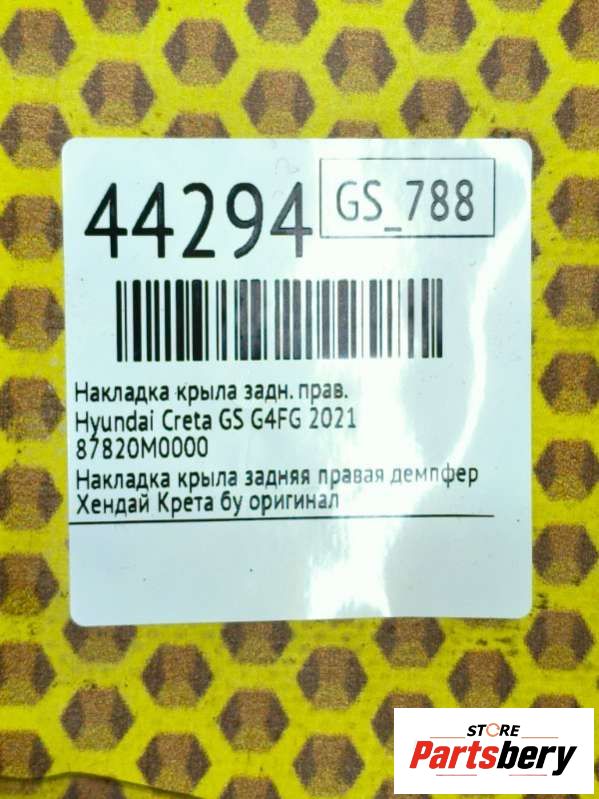 44294
GS_788
Накладка крыла задн. прав.
Hyundai Creta GS G4FG 2021
87820M0000
Накладка крыла задняя правая демпфер
Хендай Крета бу оригинал
STORE
Partsbery